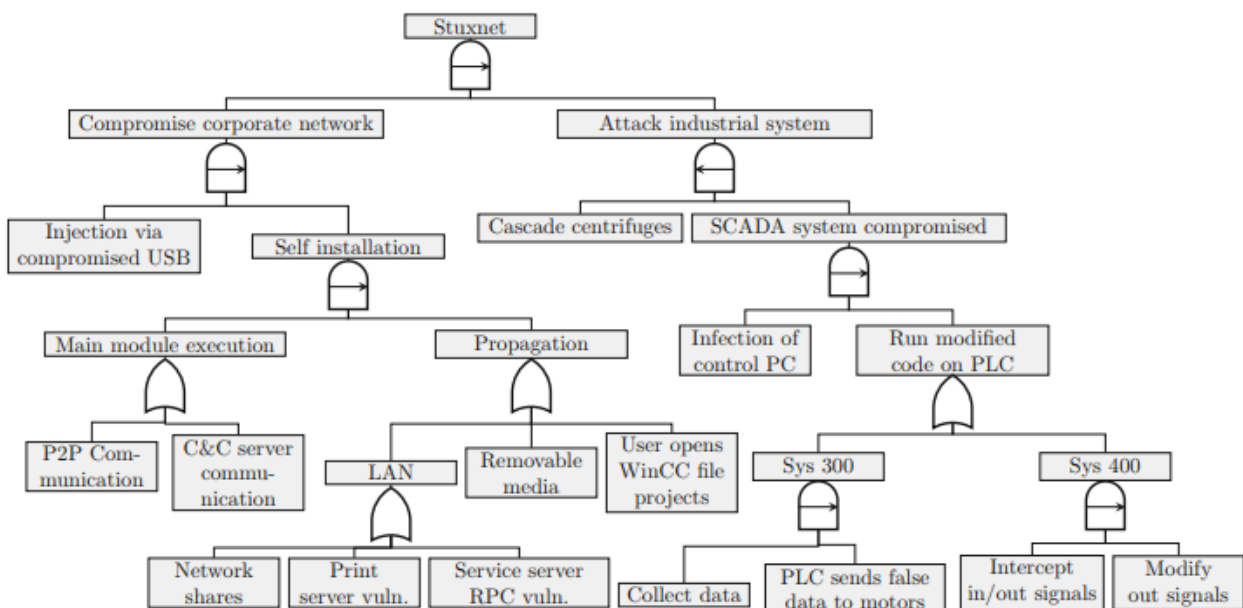 Stuxnet
Compromise corporate network
Attack industrial system
Injection via
compromised USB
Self installation
Cascade centrifuges
SCADA system compromised
Main module execution
Propagation
Infection of
control PC
Run modified
code on PLC
P2P Com-
munication
C&C server
commu-
nication
LAN
Removable
media
User opens
WinCC file
projects
Sys 300
Sys 400
Network
shares
Print
server vuln.
Service server
RPC vuln.
Collect data
PLC sends false
data to motors
Intercept
in/out signals
Modify
out signals